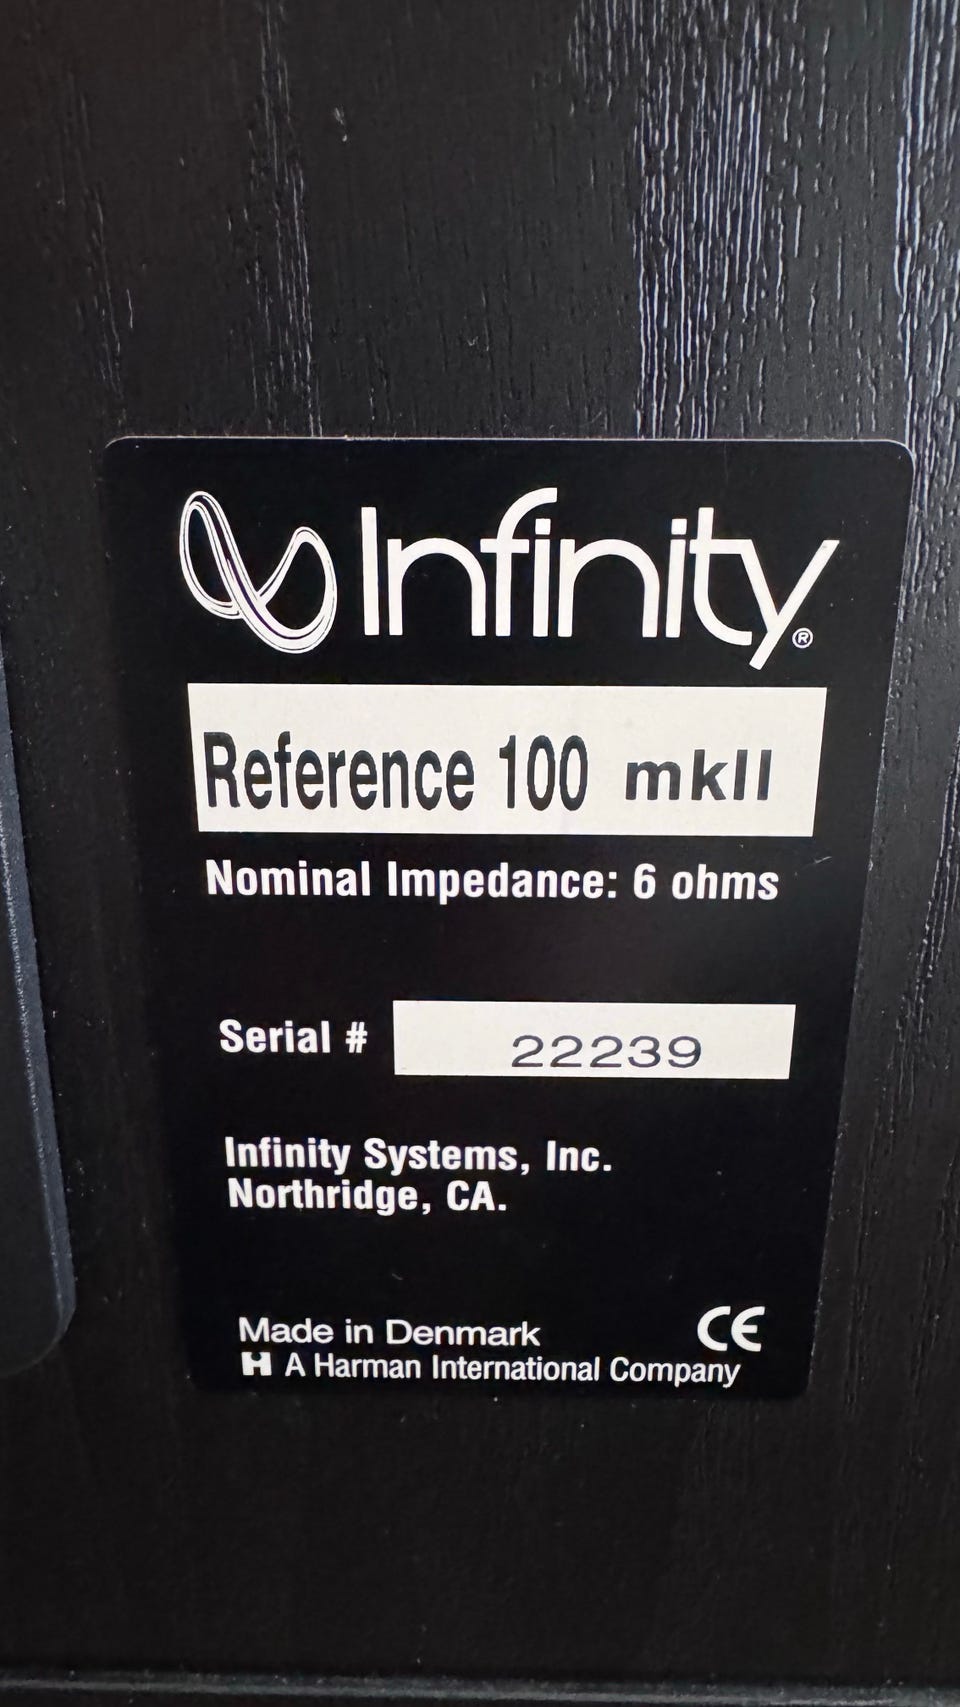 Infinity®
Reference 100 mkII
Nominal Impedance: 6 ohms
Serial # 22239
Infinity Systems, Inc.
Northridge, CA.
Made in Denmark CE
H A Harman International Company